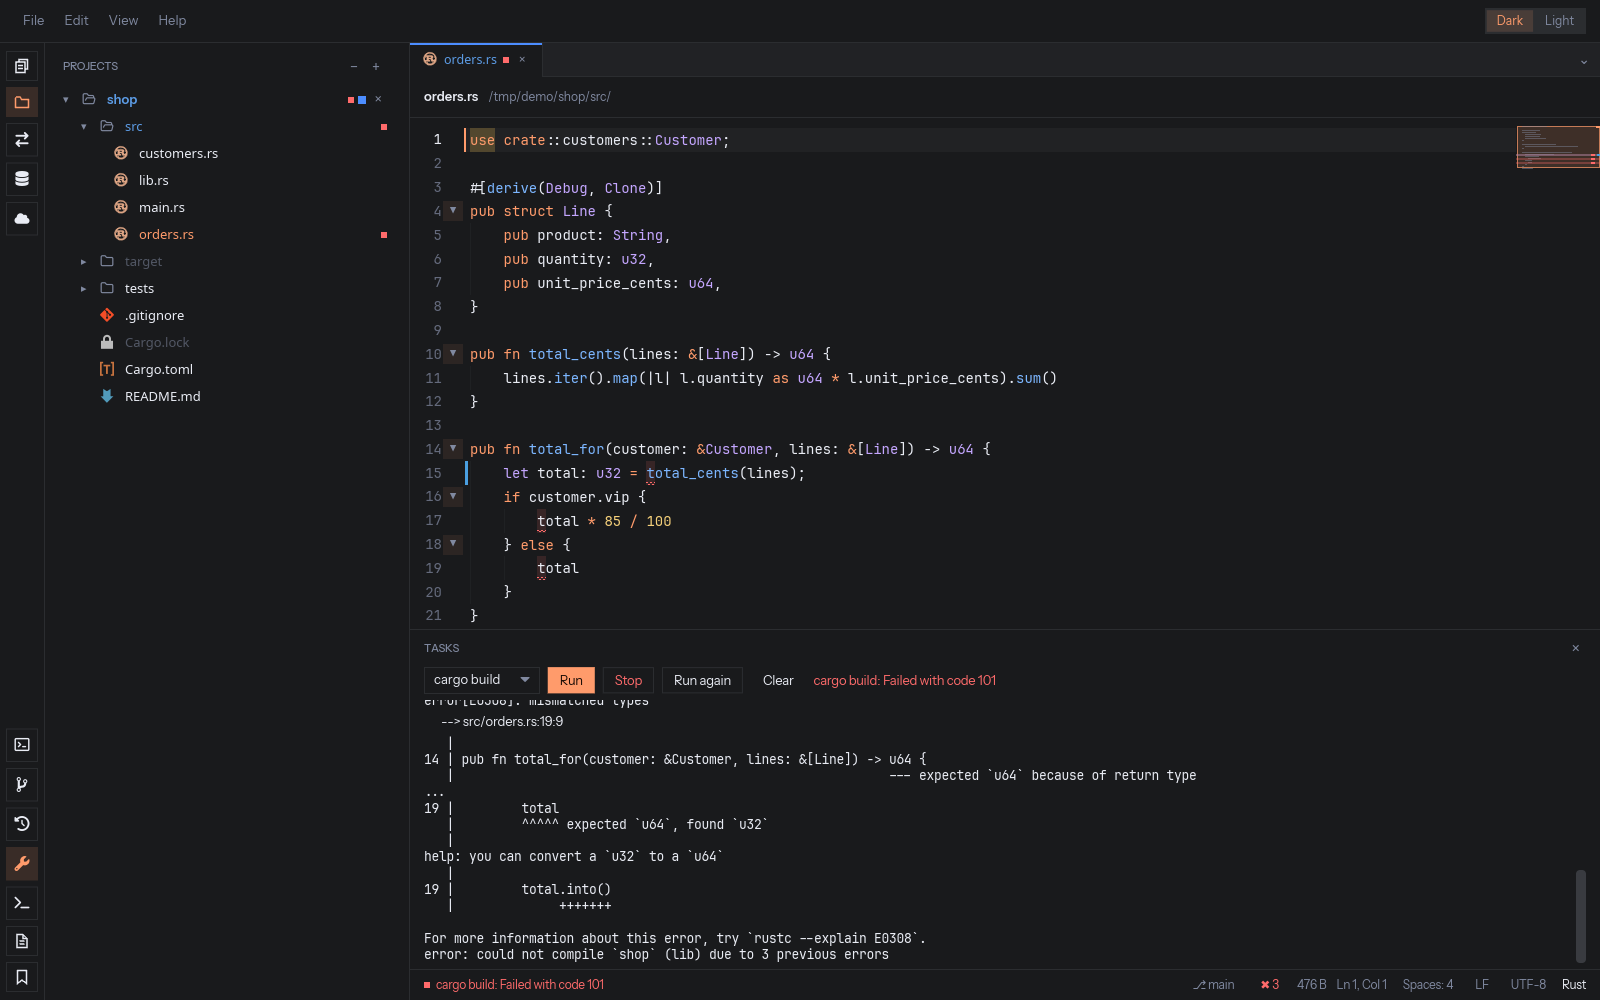 File Edit View Help
Dark Light
PROJECTS
shop
src
customers.rs
lib.rs
main.rs
orders.rs
target
tests
.gitignore
Cargo.lock
Cargo.toml
README.md
orders.rs
orders.rs /tmp/demo/shop/src/
1 use crate::customers::Customer;
2
3 #[derive(Debug, Clone)]
4 pub struct Line {
5 pub product: String,
6 pub quantity: u32,
7 pub unit_price_cents: u64,
8 }
9
10 pub fn total_cents(lines: &[Line]) -> u64 {
11 lines.iter().map(|l| l.quantity as u64 * l.unit_price_cents).sum()
12 }
13
14 pub fn total_for(customer: &Customer, lines: &[Line]) -> u64 {
15 let total: u32 = total_cents(lines);
16 if customer.vip {
17 total * 85 / 100
18 } else {
19 total
20 }
21 }
TASKS
cargo build Run Stop Run again Clear cargo build: Failed with code 101
error[E0308]: mismatched types
--> src/orders.rs:19:9
|
14 | pub fn total_for(customer: &Customer, lines: &[Line]) -> u64 {
| --- expected `u64` because of return type
...
19 | total
| ^^^^^ expected `u64`, found `u32`
|
help: you can convert a `u32` to a `u64`
|
19 | total.into()
| +++++++
For more information about this error, try `rustc --explain E0308`.
error: could not compile `shop` (lib) due to 3 previous errors
cargo build: Failed with code 101
main 3 476 B Ln 1, Col 1 Spaces: 4 LF UTF-8 Rust